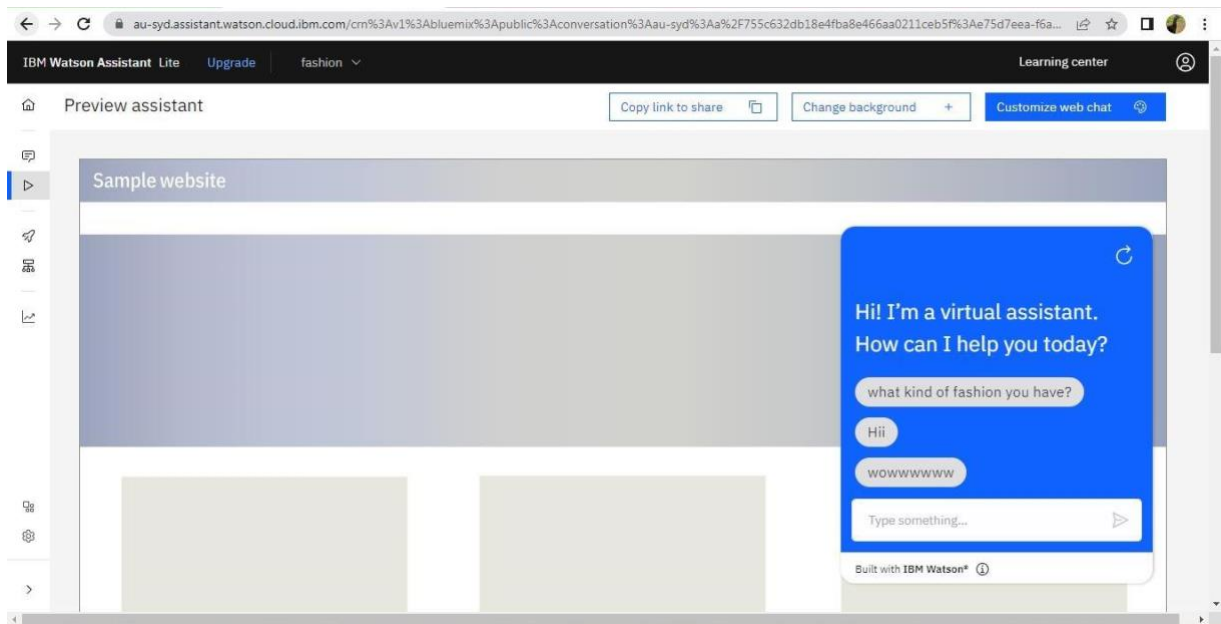 au-syd.assistant.watson.cloud.ibm.com/crn%3Av1%3Abluemix%3Apublic%3Aconversation%3Aau-syd%3Aa%2F755c632db18e4fba8e466aa0211ceb5f%3Ae75d7eea-f6a...
IBM Watson Assistant Lite Upgrade fashion Learning center
Preview assistant Copy link to share Change background + Customize web chat
Sample website
Hi! I'm a virtual assistant.
How can I help you today?
what kind of fashion you have?
Hii
wowwwwww
Type something...
Built with IBM Watson®